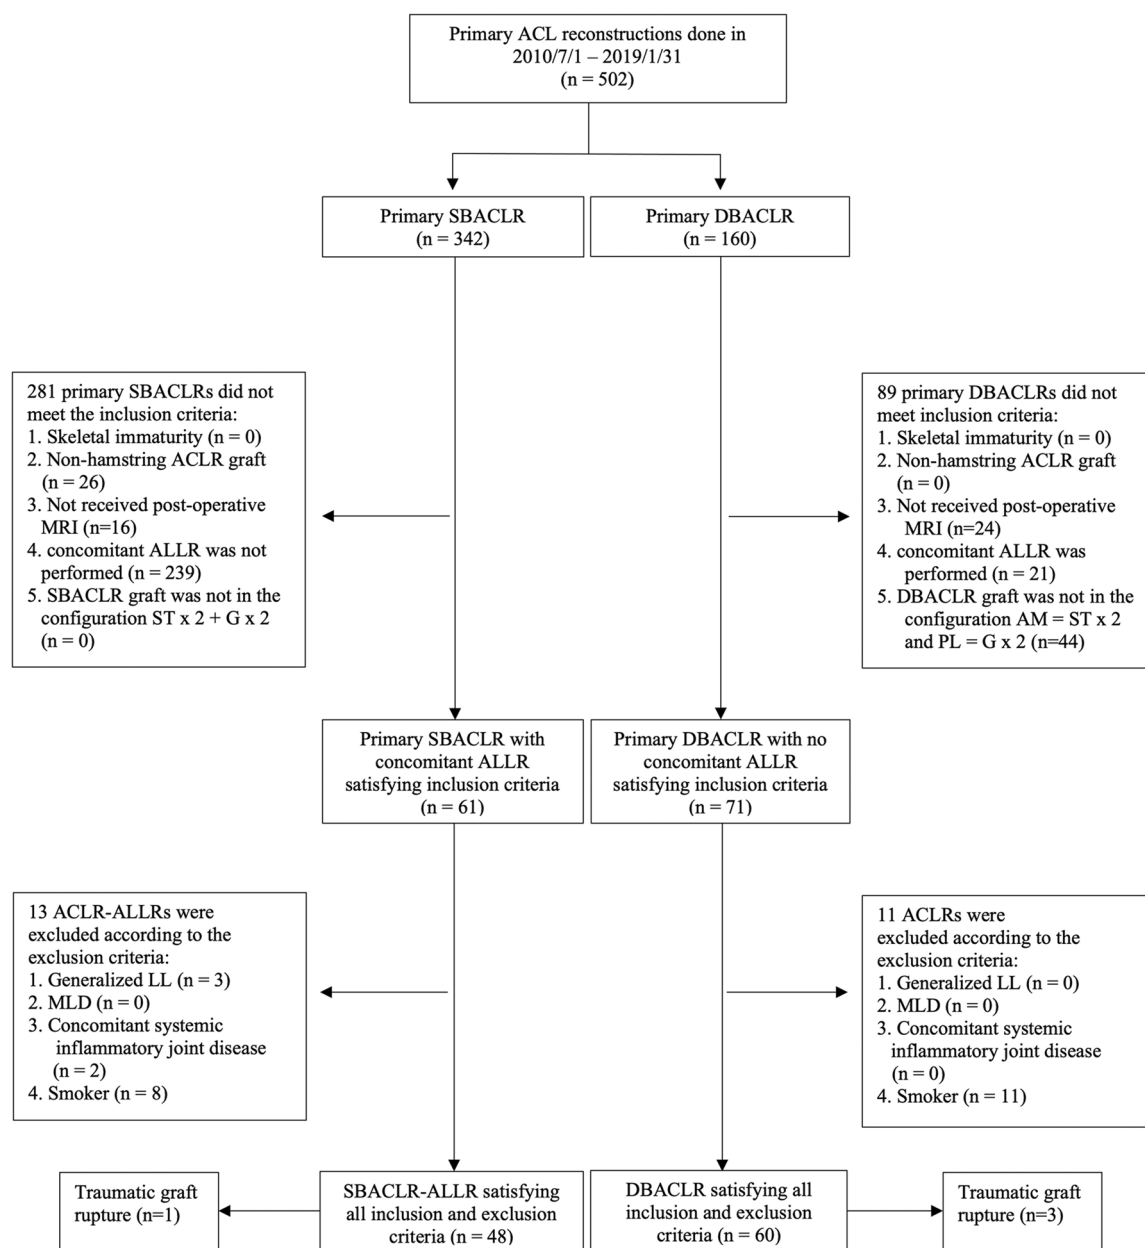 Primary ACL reconstructions done in
2010/7/1 – 2019/1/31
(n = 502)
Primary SBACLR
(n = 342)
Primary DBACLR
(n = 160)
281 primary SBACLRs did not
meet the inclusion criteria:
1. Skeletal immaturity (n = 0)
2. Non-hamstring ACLR graft
(n = 26)
3. Not received post-operative
MRI (n=16)
4. concomitant ALLR was not
performed (n = 239)
5. SBACLR graft was not in the
configuration ST x 2 + G x 2
(n = 0)
89 primary DBACLRs did not
meet inclusion criteria:
1. Skeletal immaturity (n = 0)
2. Non-hamstring ACLR graft
(n = 0)
3. Not received post-operative
MRI (n=24)
4. concomitant ALLR was
performed (n = 21)
5. DBACLR graft was not in the
configuration AM = ST x 2
and PL = G x 2 (n=44)
Primary SBACLR with
concomitant ALLR
satisfying inclusion criteria
(n = 61)
Primary DBACLR with no
concomitant ALLR
satisfying inclusion criteria
(n = 71)
13 ACLR-ALLRs were
excluded according to the
exclusion criteria:
1. Generalized LL (n = 3)
2. MLD (n = 0)
3. Concomitant systemic
inflammatory joint disease
(n = 2)
4. Smoker (n = 8)
11 ACLRs were
excluded according to the
exclusion criteria:
1. Generalized LL (n = 0)
2. MLD (n = 0)
3. Concomitant systemic
inflammatory joint disease
(n = 0)
4. Smoker (n = 11)
Traumatic graft
rupture (n=1)
SBACLR-ALLR satisfying
all inclusion and exclusion
criteria (n = 48)
DBACLR satisfying all
inclusion and exclusion
criteria (n = 60)
Traumatic graft
rupture (n=3)